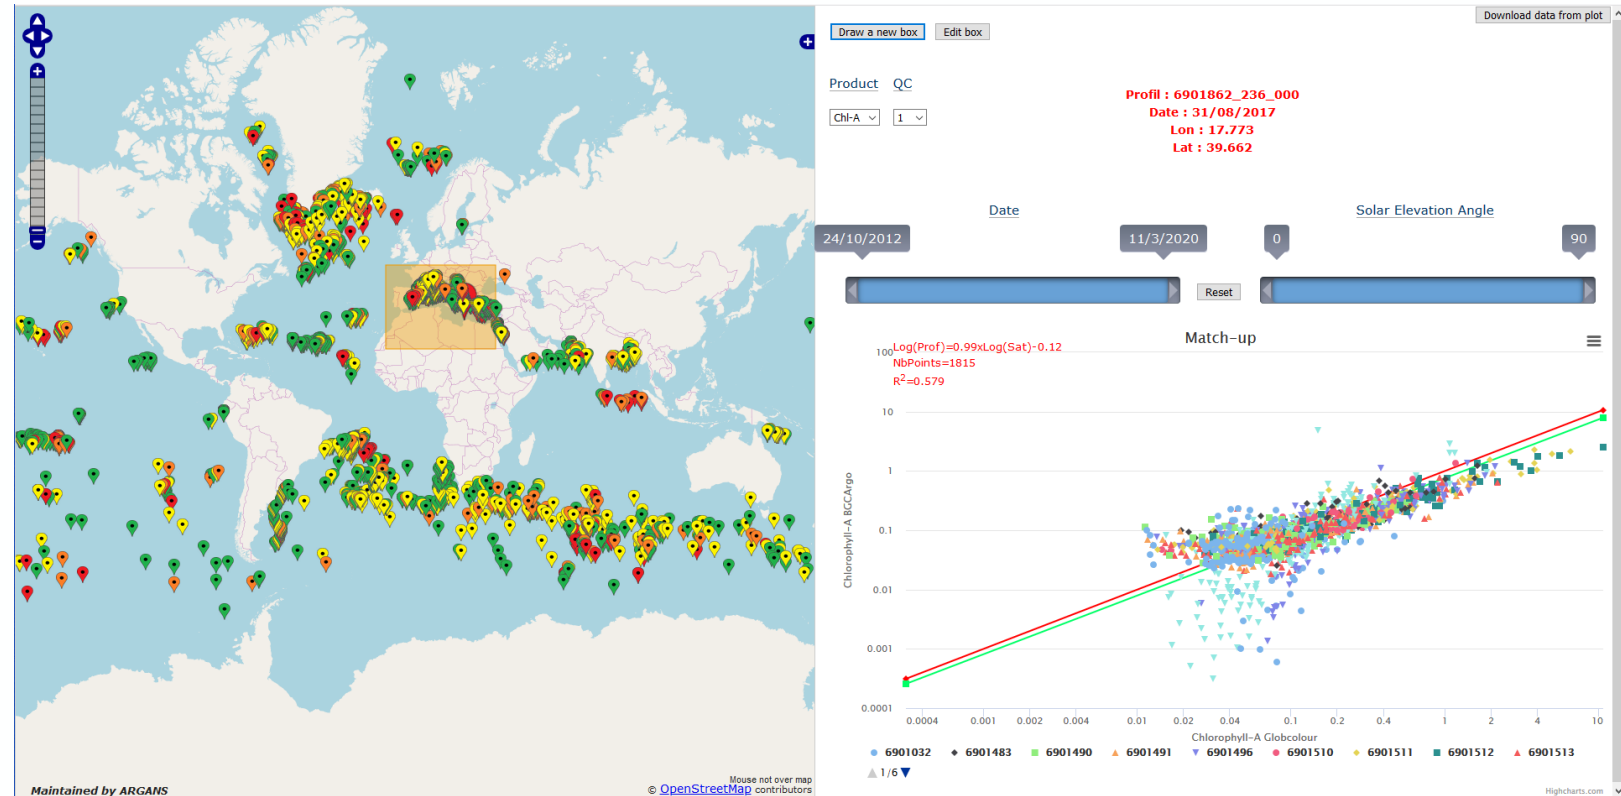 Download data from plot
Draw a new box
Edit box
Product
QC
Chl-A
1
Profil : 6901862_236_000
Date : 31/08/2017
Lon : 17.773
Lat : 39.662
Date
Solar Elevation Angle
24/10/2012
11/3/2020
0
90
Reset
Match-up
Log(Prof)=0.99xLog(Sat)-0.12
NbPoints=1815
R2=0.579
100
10
1
0.1
0.01
0.001
0.0001
Chlorophyll-A BGCArgo
0.0004 0.001 0.002 0.004 0.01 0.02 0.04 0.1 0.2 0.4 1 2 4 10
Chlorophyll-A Globcolour
6901032 6901483 6901490 6901491 6901496 6901510 6901511 6901512 6901513
1/6
Highcharts.com
Mouse not over map
Maintained by ARGANS
© OpenStreetMap contributors